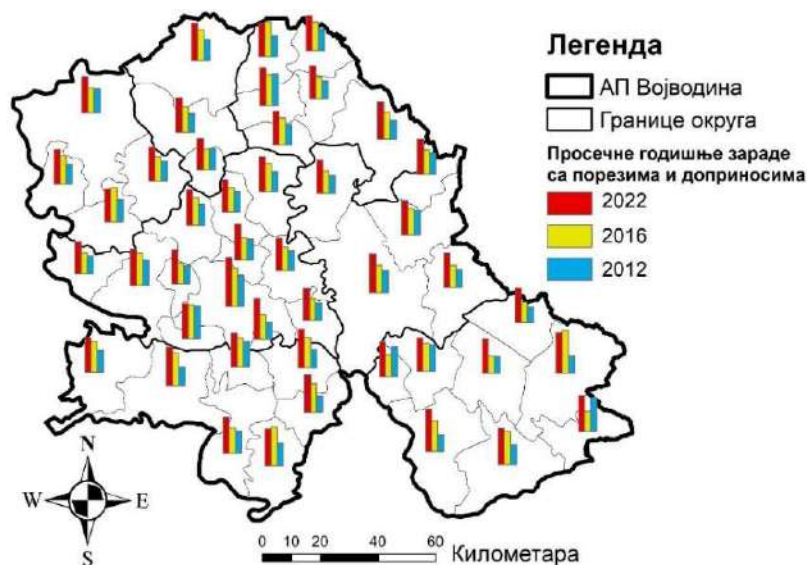 Легенда
АП Војводина
Границе округа
Просечне годишње зараде
са порезима и доприносима
2022
2016
2012
N
W E
S
0 10 20 40 60
Километара